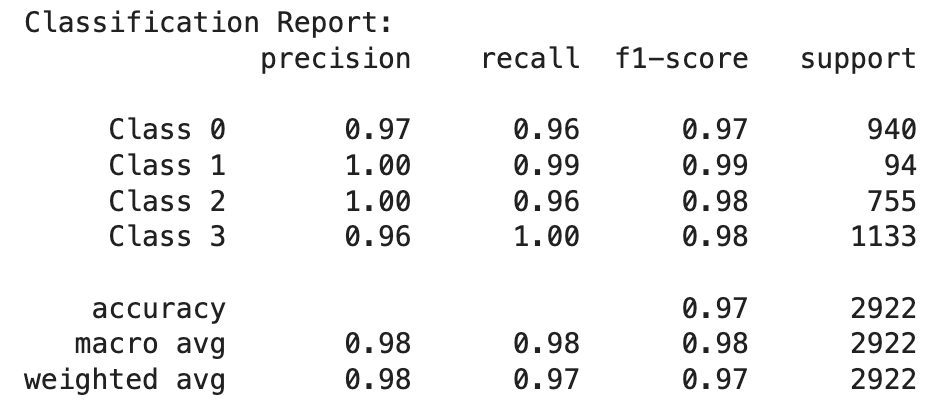 Classification Report:
precision recall f1-score support
Class 0 0.97 0.96 0.97 940
Class 1 1.00 0.99 0.99 94
Class 2 1.00 0.96 0.98 755
Class 3 0.96 1.00 0.98 1133
accuracy 0.97 2922
macro avg 0.98 0.98 0.98 2922
weighted avg 0.98 0.97 0.97 2922